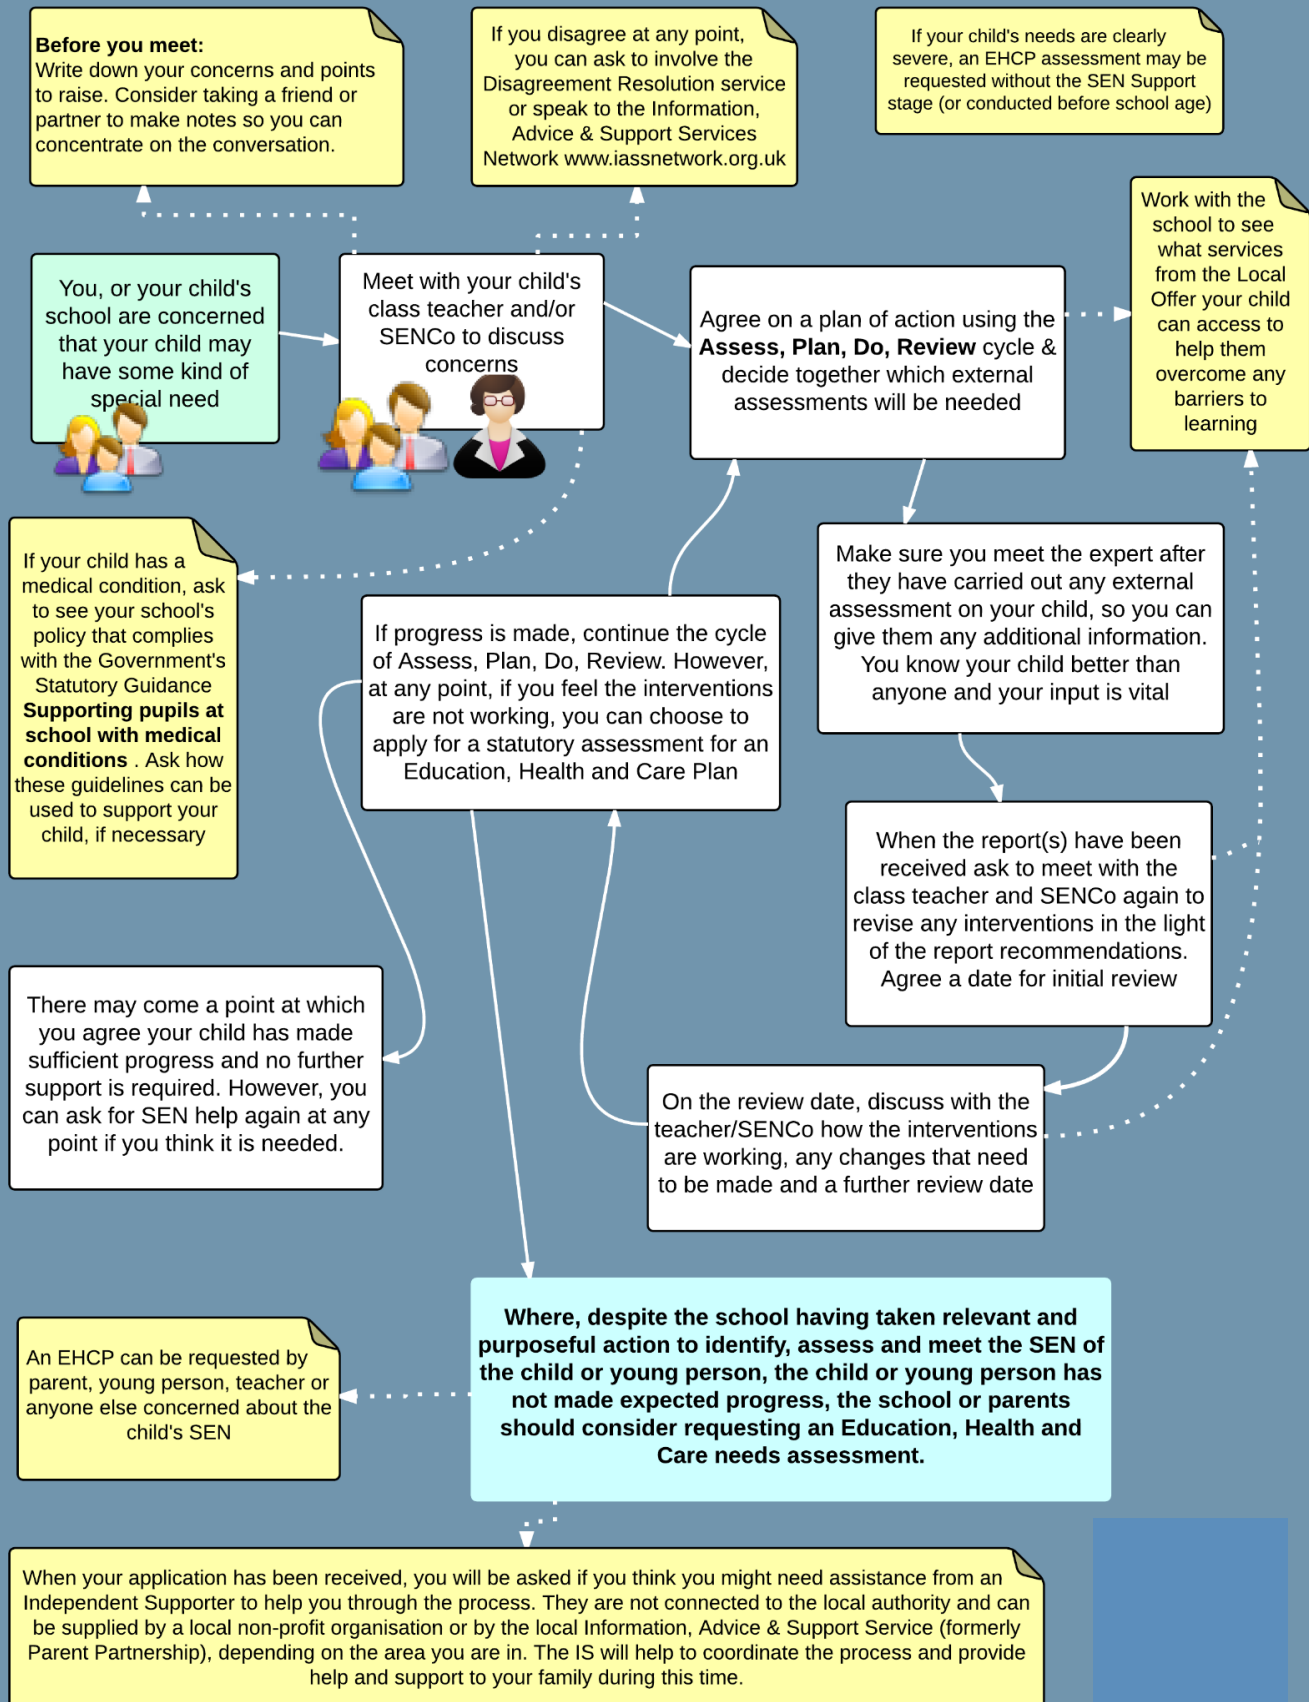 Before you meet:
Write down your concerns and points
to raise. Consider taking a friend or
partner to make notes so you can
concentrate on the conversation.
If you disagree at any point,
you can ask to involve the
Disagreement Resolution service
or speak to the Information,
Advice & Support Services
Network www.iassnetwork.org.uk
If your child's needs are clearly
severe, an EHCP assessment may be
requested without the SEN Support
stage (or conducted before school age)
You, or your child's
school are concerned
that your child may
have some kind of
special need
Meet with your child's
class teacher and/or
SENCo to discuss
concerns
Agree on a plan of action using the
Assess, Plan, Do, Review cycle &
decide together which external
assessments will be needed
Work with the
school to see
what services
from the Local
Offer your child
can access to
help them
overcome any
barriers to
learning
If your child has a
medical condition, ask
to see your school's
policy that complies
with the Government's
Statutory Guidance
Supporting pupils at
school with medical
conditions . Ask how
these guidelines can be
used to support your
child, if necessary
If progress is made, continue the cycle
of Assess, Plan, Do, Review. However,
at any point, if you feel the interventions
are not working, you can choose to
apply for a statutory assessment for an
Education, Health and Care Plan
Make sure you meet the expert after
they have carried out any external
assessment on your child, so you can
give them any additional information.
You know your child better than
anyone and your input is vital
When the report(s) have been
received ask to meet with the
class teacher and SENCo again to
revise any interventions in the light
of the report recommendations.
Agree a date for initial review
There may come a point at which
you agree your child has made
sufficient progress and no further
support is required. However, you
can ask for SEN help again at any
point if you think it is needed.
On the review date, discuss with the
teacher/SENCo how the interventions
are working, any changes that need
to be made and a further review date
Where, despite the school having taken relevant and
purposeful action to identify, assess and meet the SEN of
the child or young person, the child or young person has
not made expected progress, the school or parents
should consider requesting an Education, Health and
Care needs assessment.
An EHCP can be requested by
parent, young person, teacher or
anyone else concerned about the
child's SEN
When your application has been received, you will be asked if you think you might need assistance from an
Independent Supporter to help you through the process. They are not connected to the local authority and can
be supplied by a local non-profit organisation or by the local Information, Advice & Support Service (formerly
Parent Partnership), depending on the area you are in. The IS will help to coordinate the process and provide
help and support to your family during this time.